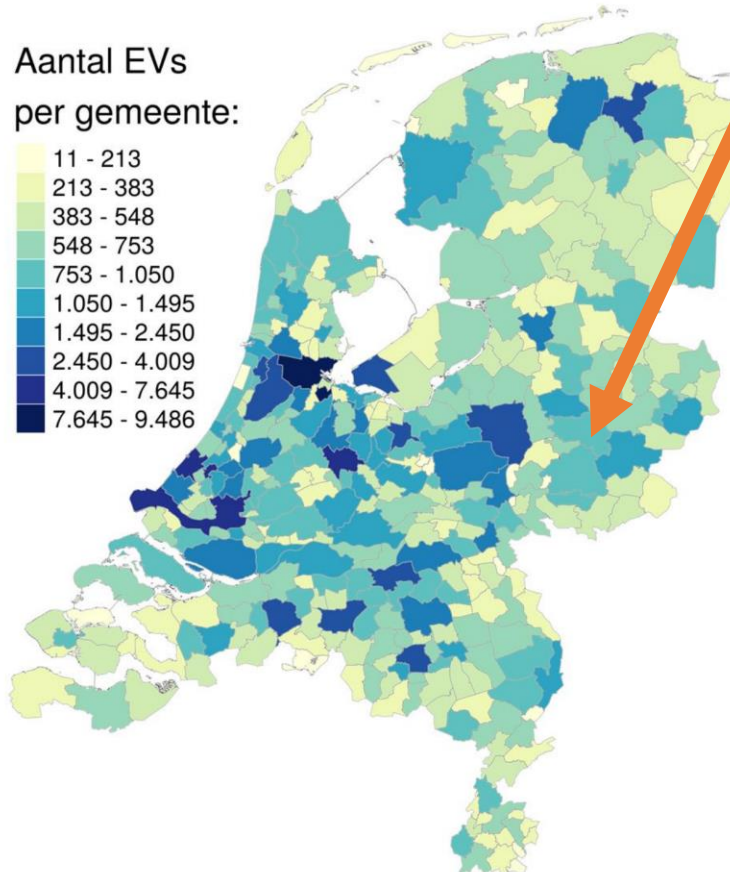 Aantal EVs
per gemeente:
11 - 213
213 - 383
383 - 548
548 - 753
753 - 1.050
1.050 - 1.495
1.495 - 2.450
2.450 - 4.009
4.009 - 7.645
7.645 - 9.486